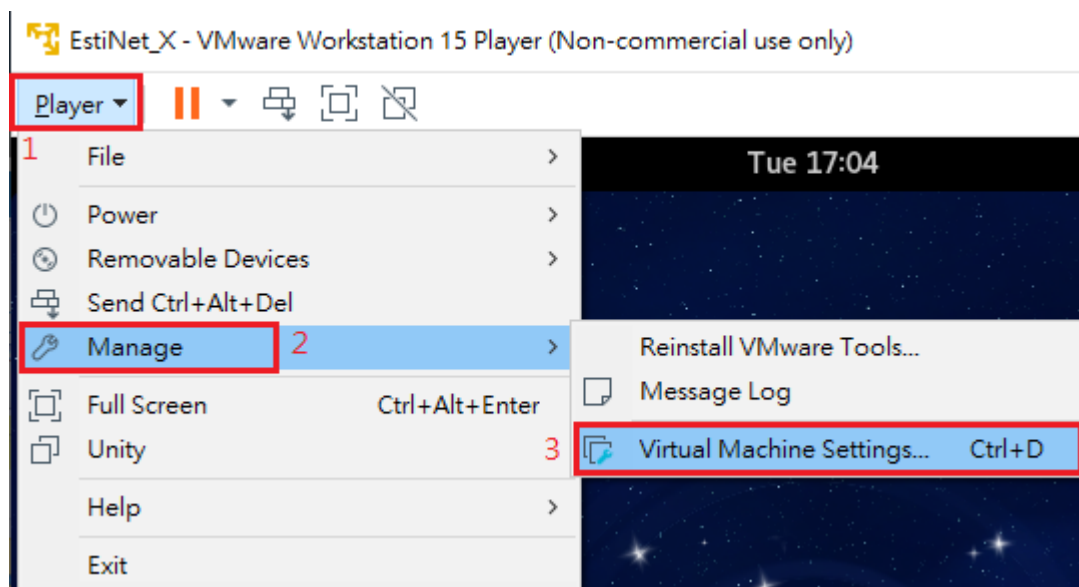 EstiNet_X - VMware Workstation 15 Player (Non-commercial use only)
Player
1
File
Tue 17:04
Power
Removable Devices
Send Ctrl+Alt+Del
Manage
2
Reinstall VMware Tools...
Message Log
Full Screen Ctrl+Alt+Enter
Unity
3
Virtual Machine Settings... Ctrl+D
Help
Exit